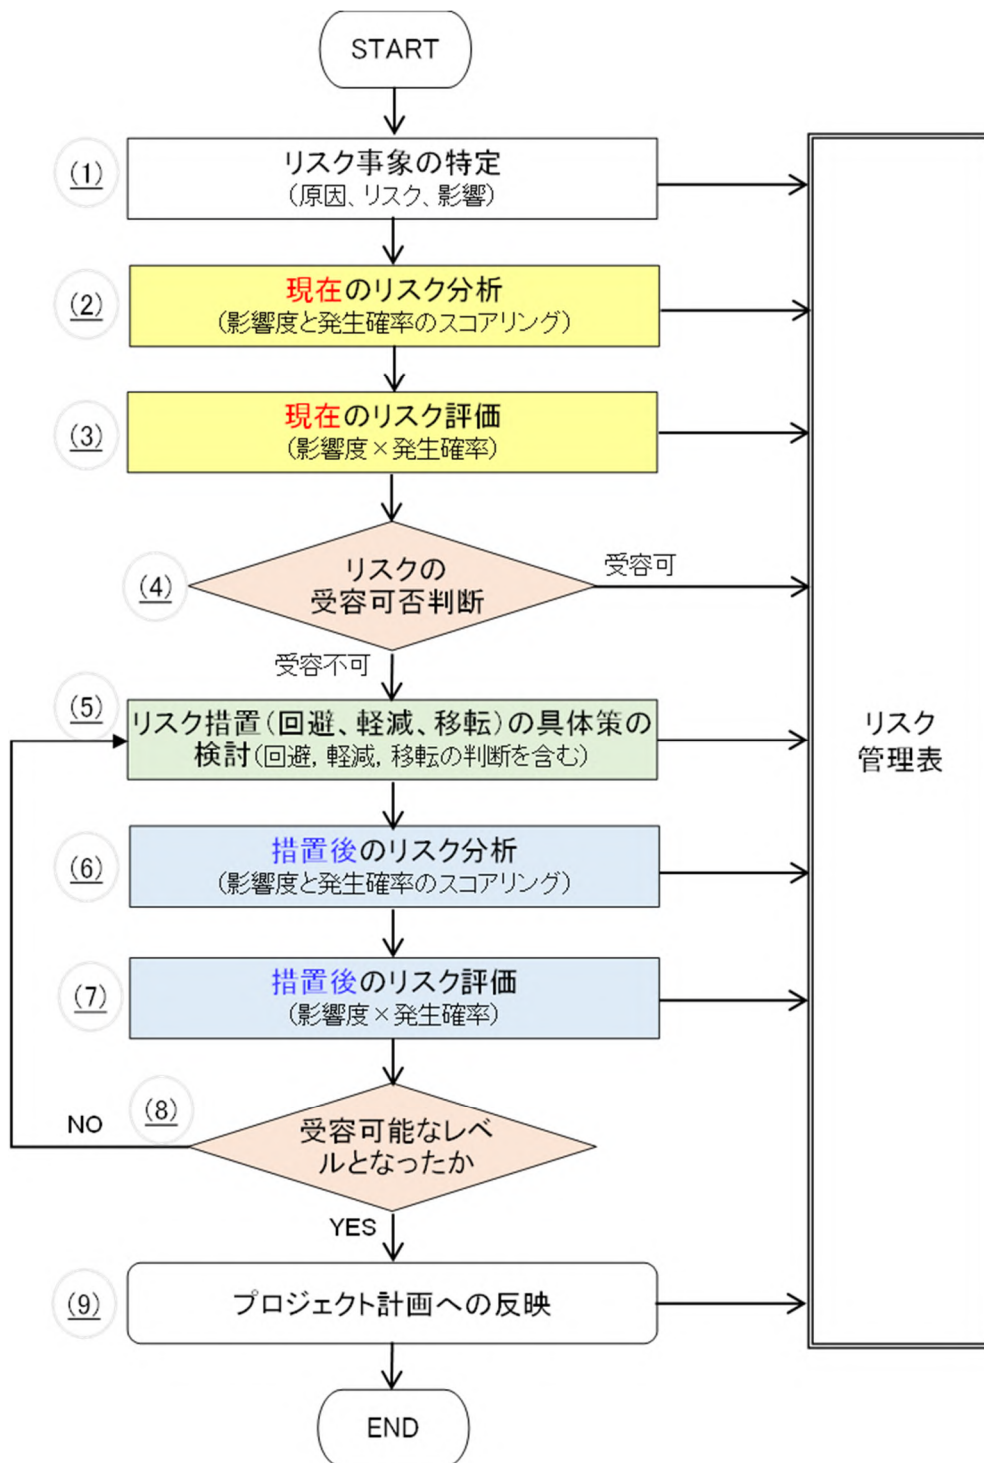 START
(1)
リスク事象の特定
(原因、リスク、影響)
(2)
現在のリスク分析
(影響度と発生確率のスコアリング)
(3)
現在のリスク評価
(影響度×発生確率)
(4)
リスクの
受容可否判断
受容可
受容不可
(5)
リスク措置(回避、軽減、移転)の具体策の
検討(回避, 軽減, 移転の判断を含む)
リスク
管理表
(6)
措置後のリスク分析
(影響度と発生確率のスコアリング)
(7)
措置後のリスク評価
(影響度×発生確率)
(8)
NO
受容可能なレベ
ルとなったか
YES
(9)
プロジェクト計画への反映
END